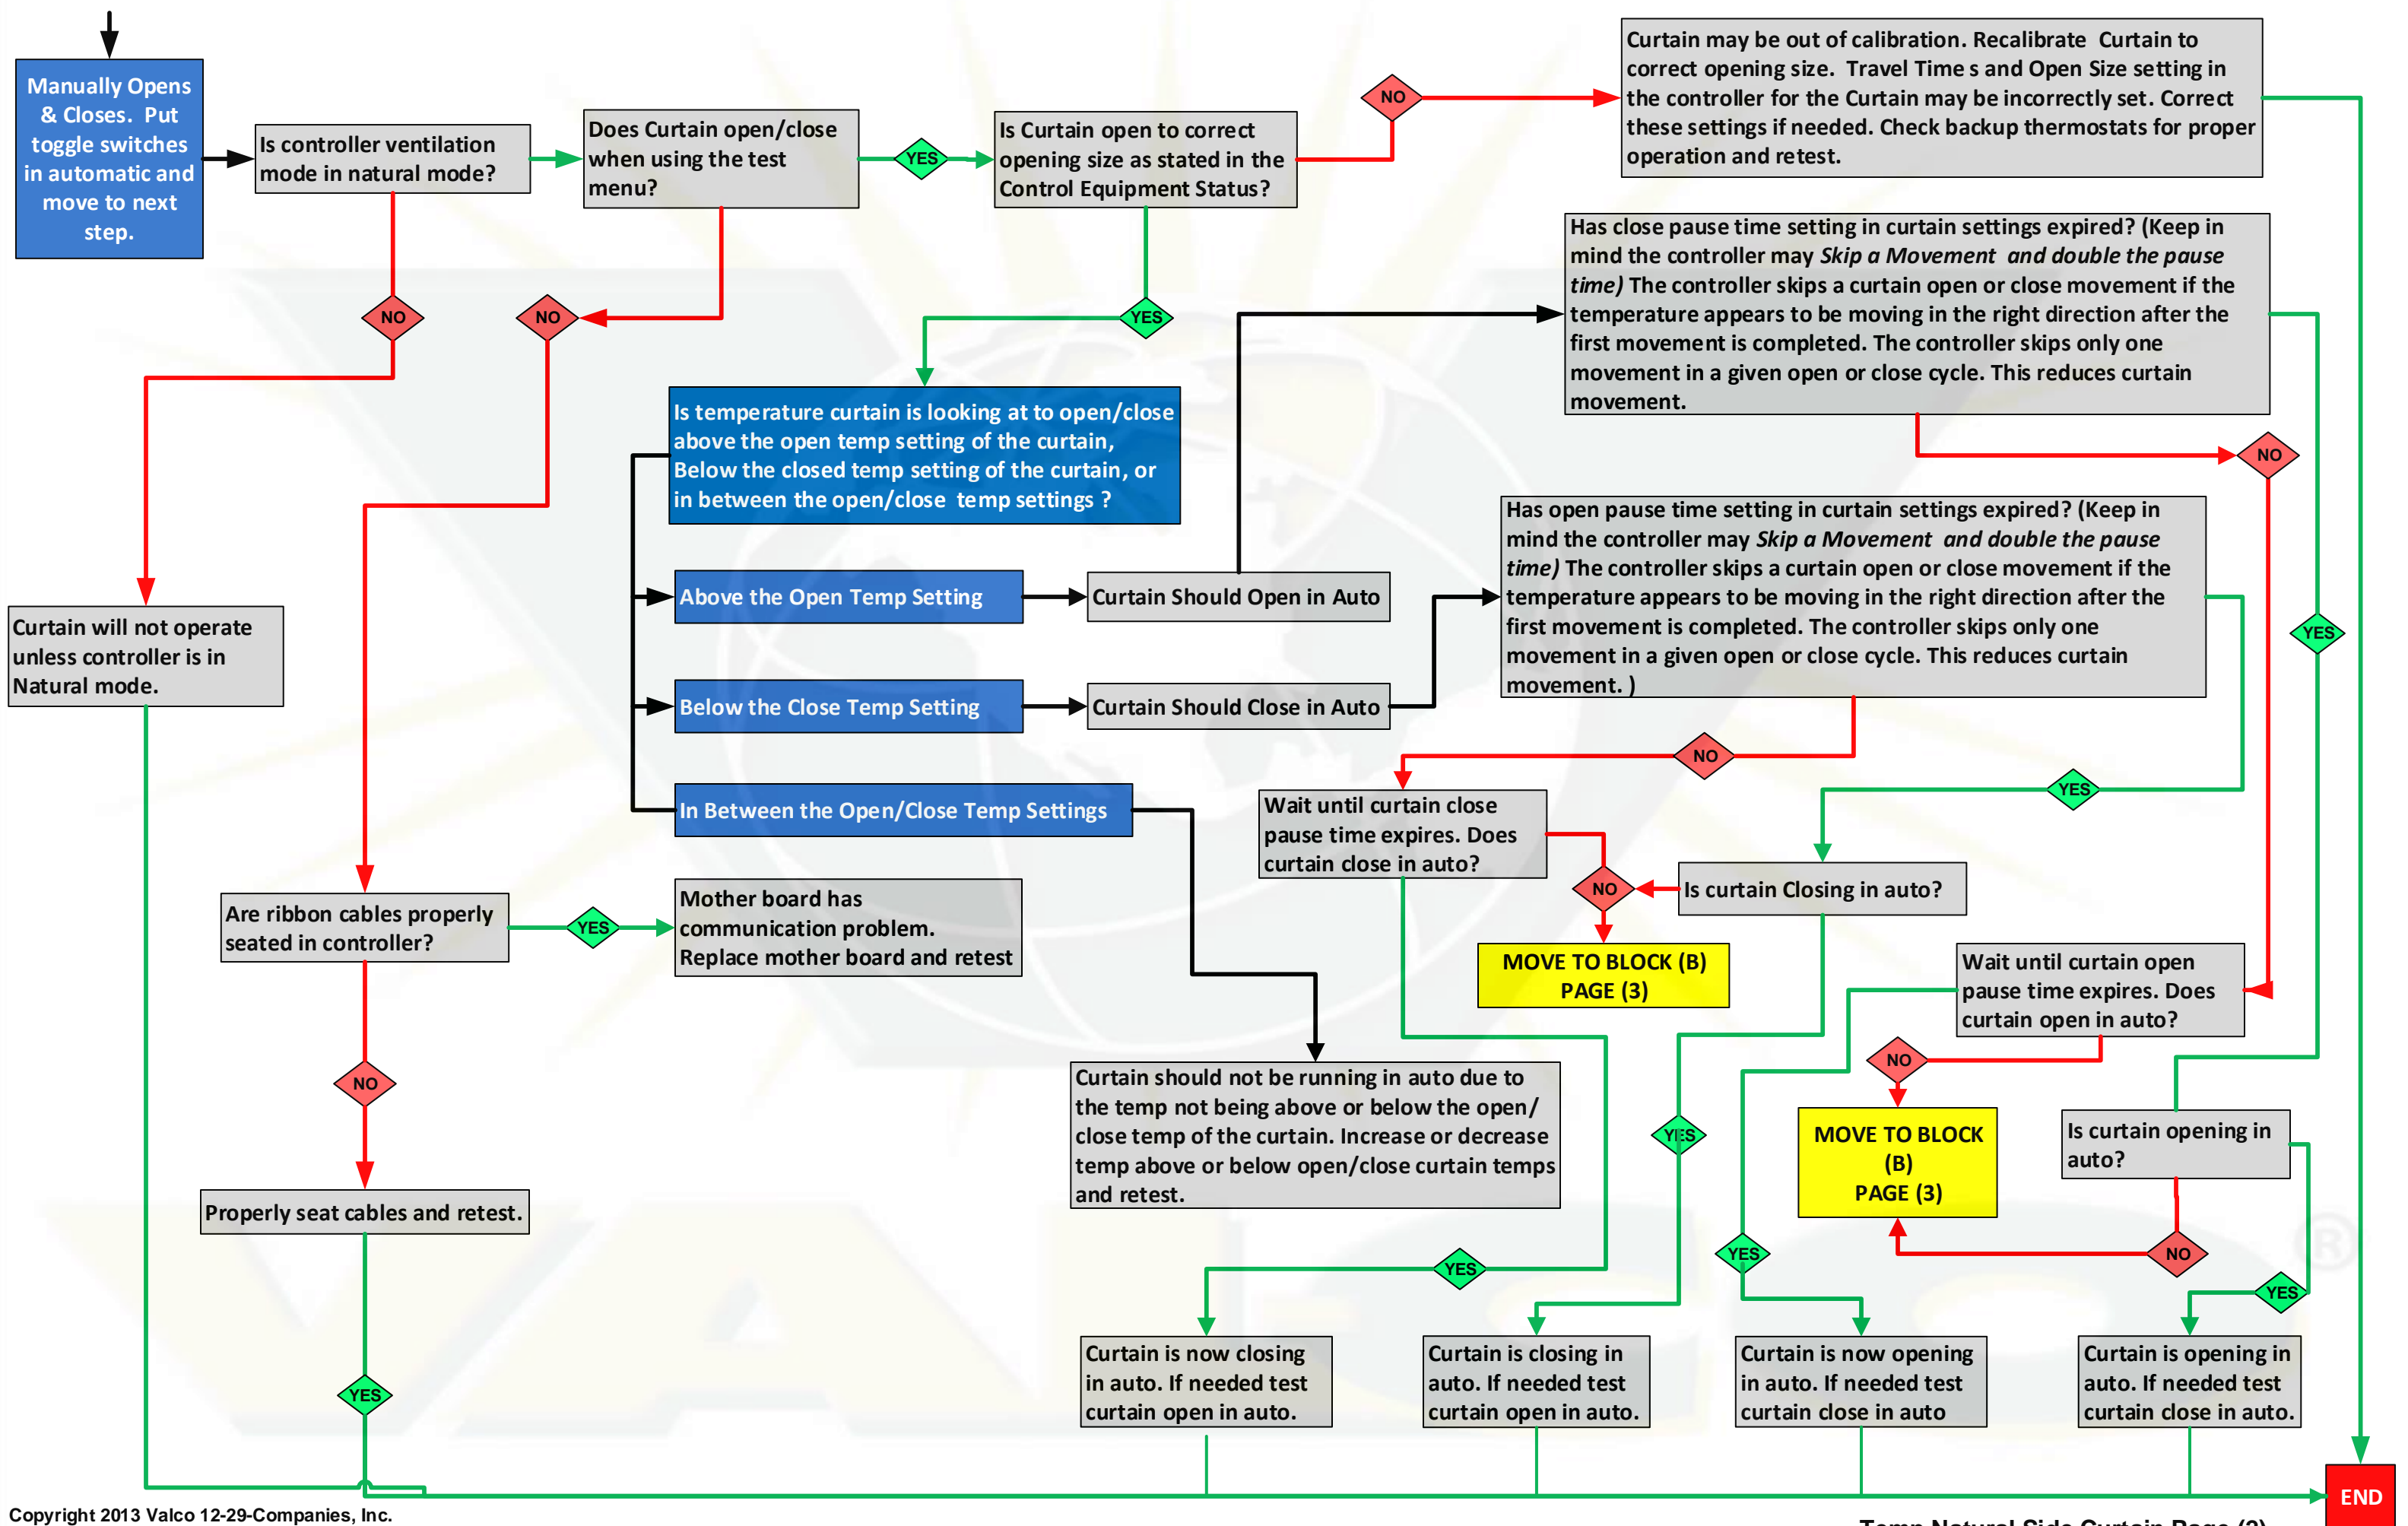 Manually Opens
& Closes. Put
toggle switches
in automatic and
move to next
step.
Is controller ventilation
mode in natural mode?
Does Curtain open/close
when using the test
menu?
YES
Is Curtain open to correct
opening size as stated in the
Control Equipment Status?
NO
Curtain may be out of calibration. Recalibrate Curtain to
correct opening size. Travel Time s and Open Size setting in
the controller for the Curtain may be incorrectly set. Correct
these settings if needed. Check backup thermostats for proper
operation and retest.
NO
NO
YES
Has close pause time setting in curtain settings expired? (Keep in
mind the controller may Skip a Movement and double the pause
time) The controller skips a curtain open or close movement if the
temperature appears to be moving in the right direction after the
first movement is completed. The controller skips only one
movement in a given open or close cycle. This reduces curtain
movement.
NO
Is temperature curtain is looking at to open/close
above the open temp setting of the curtain,
Below the closed temp setting of the curtain, or
in between the open/close temp settings ?
Has open pause time setting in curtain settings expired? (Keep in
mind the controller may Skip a Movement and double the pause
time) The controller skips a curtain open or close movement if the
temperature appears to be moving in the right direction after the
first movement is completed. The controller skips only one
movement in a given open or close cycle. This reduces curtain
movement. )
YES
Above the Open Temp Setting
Curtain Should Open in Auto
Curtain will not operate
unless controller is in
Natural mode.
Below the Close Temp Setting
Curtain Should Close in Auto
NO
YES
In Between the Open/Close Temp Settings
Wait until curtain close
pause time expires. Does
curtain close in auto?
NO
Is curtain Closing in auto?
Are ribbon cables properly
seated in controller?
YES
Mother board has
communication problem.
Replace mother board and retest
MOVE TO BLOCK (B)
PAGE (3)
Wait until curtain open
pause time expires. Does
curtain open in auto?
NO
NO
Curtain should not be running in auto due to
the temp not being above or below the open/
close temp of the curtain. Increase or decrease
temp above or below open/close curtain temps
and retest.
YES
MOVE TO BLOCK
(B)
PAGE (3)
Is curtain opening in
auto?
Properly seat cables and retest.
YES
YES
NO
YES
YES
Curtain is now closing
in auto. If needed test
curtain open in auto.
Curtain is closing in
auto. If needed test
curtain open in auto.
Curtain is now opening
in auto. If needed test
curtain close in auto
Curtain is opening in
auto. If needed test
curtain close in auto.
END
VALCO
®
Copyright 2013 Valco 12-29-Companies, Inc.
Temp Natural Side Curtain Page (2)